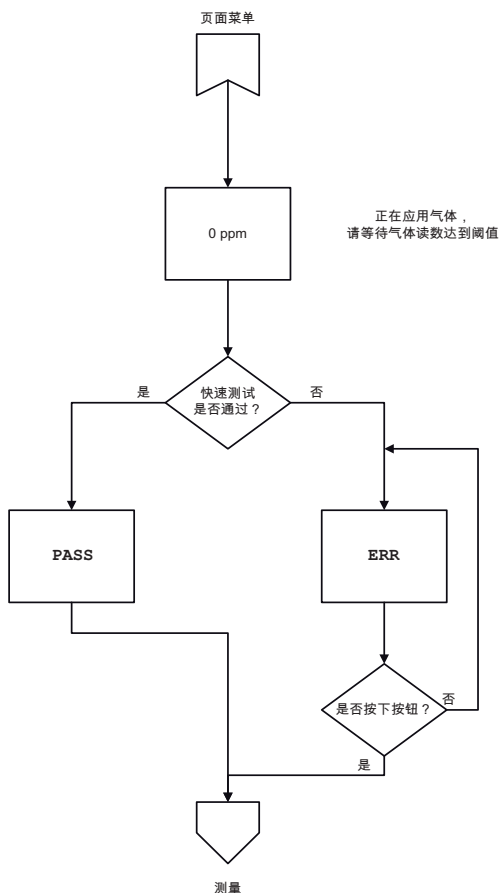 页面菜单
0 ppm
正在应用气体，
请等待气体读数达到阈值
快速测试
是否通过？
是
否
PASS
ERR
是否按下按钮？
否
是
测量